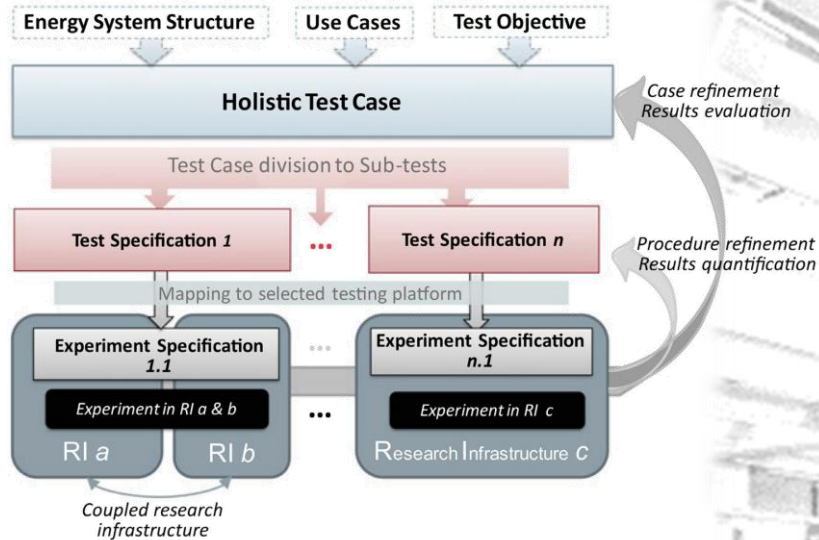 Energy System Structure
Use Cases
Test Objective
Holistic Test Case
Case refinement
Results evaluation
Test Case division to Sub-tests
Test Specification 1
...
Test Specification n
Procedure refinement
Results quantification
Mapping to selected testing platform
Experiment Specification
1.1
...
Experiment Specification
n.1
Experiment in RI a & b
...
Experiment in RI c
RI a
RI b
Research Infrastructure c
Coupled research
infrastructure